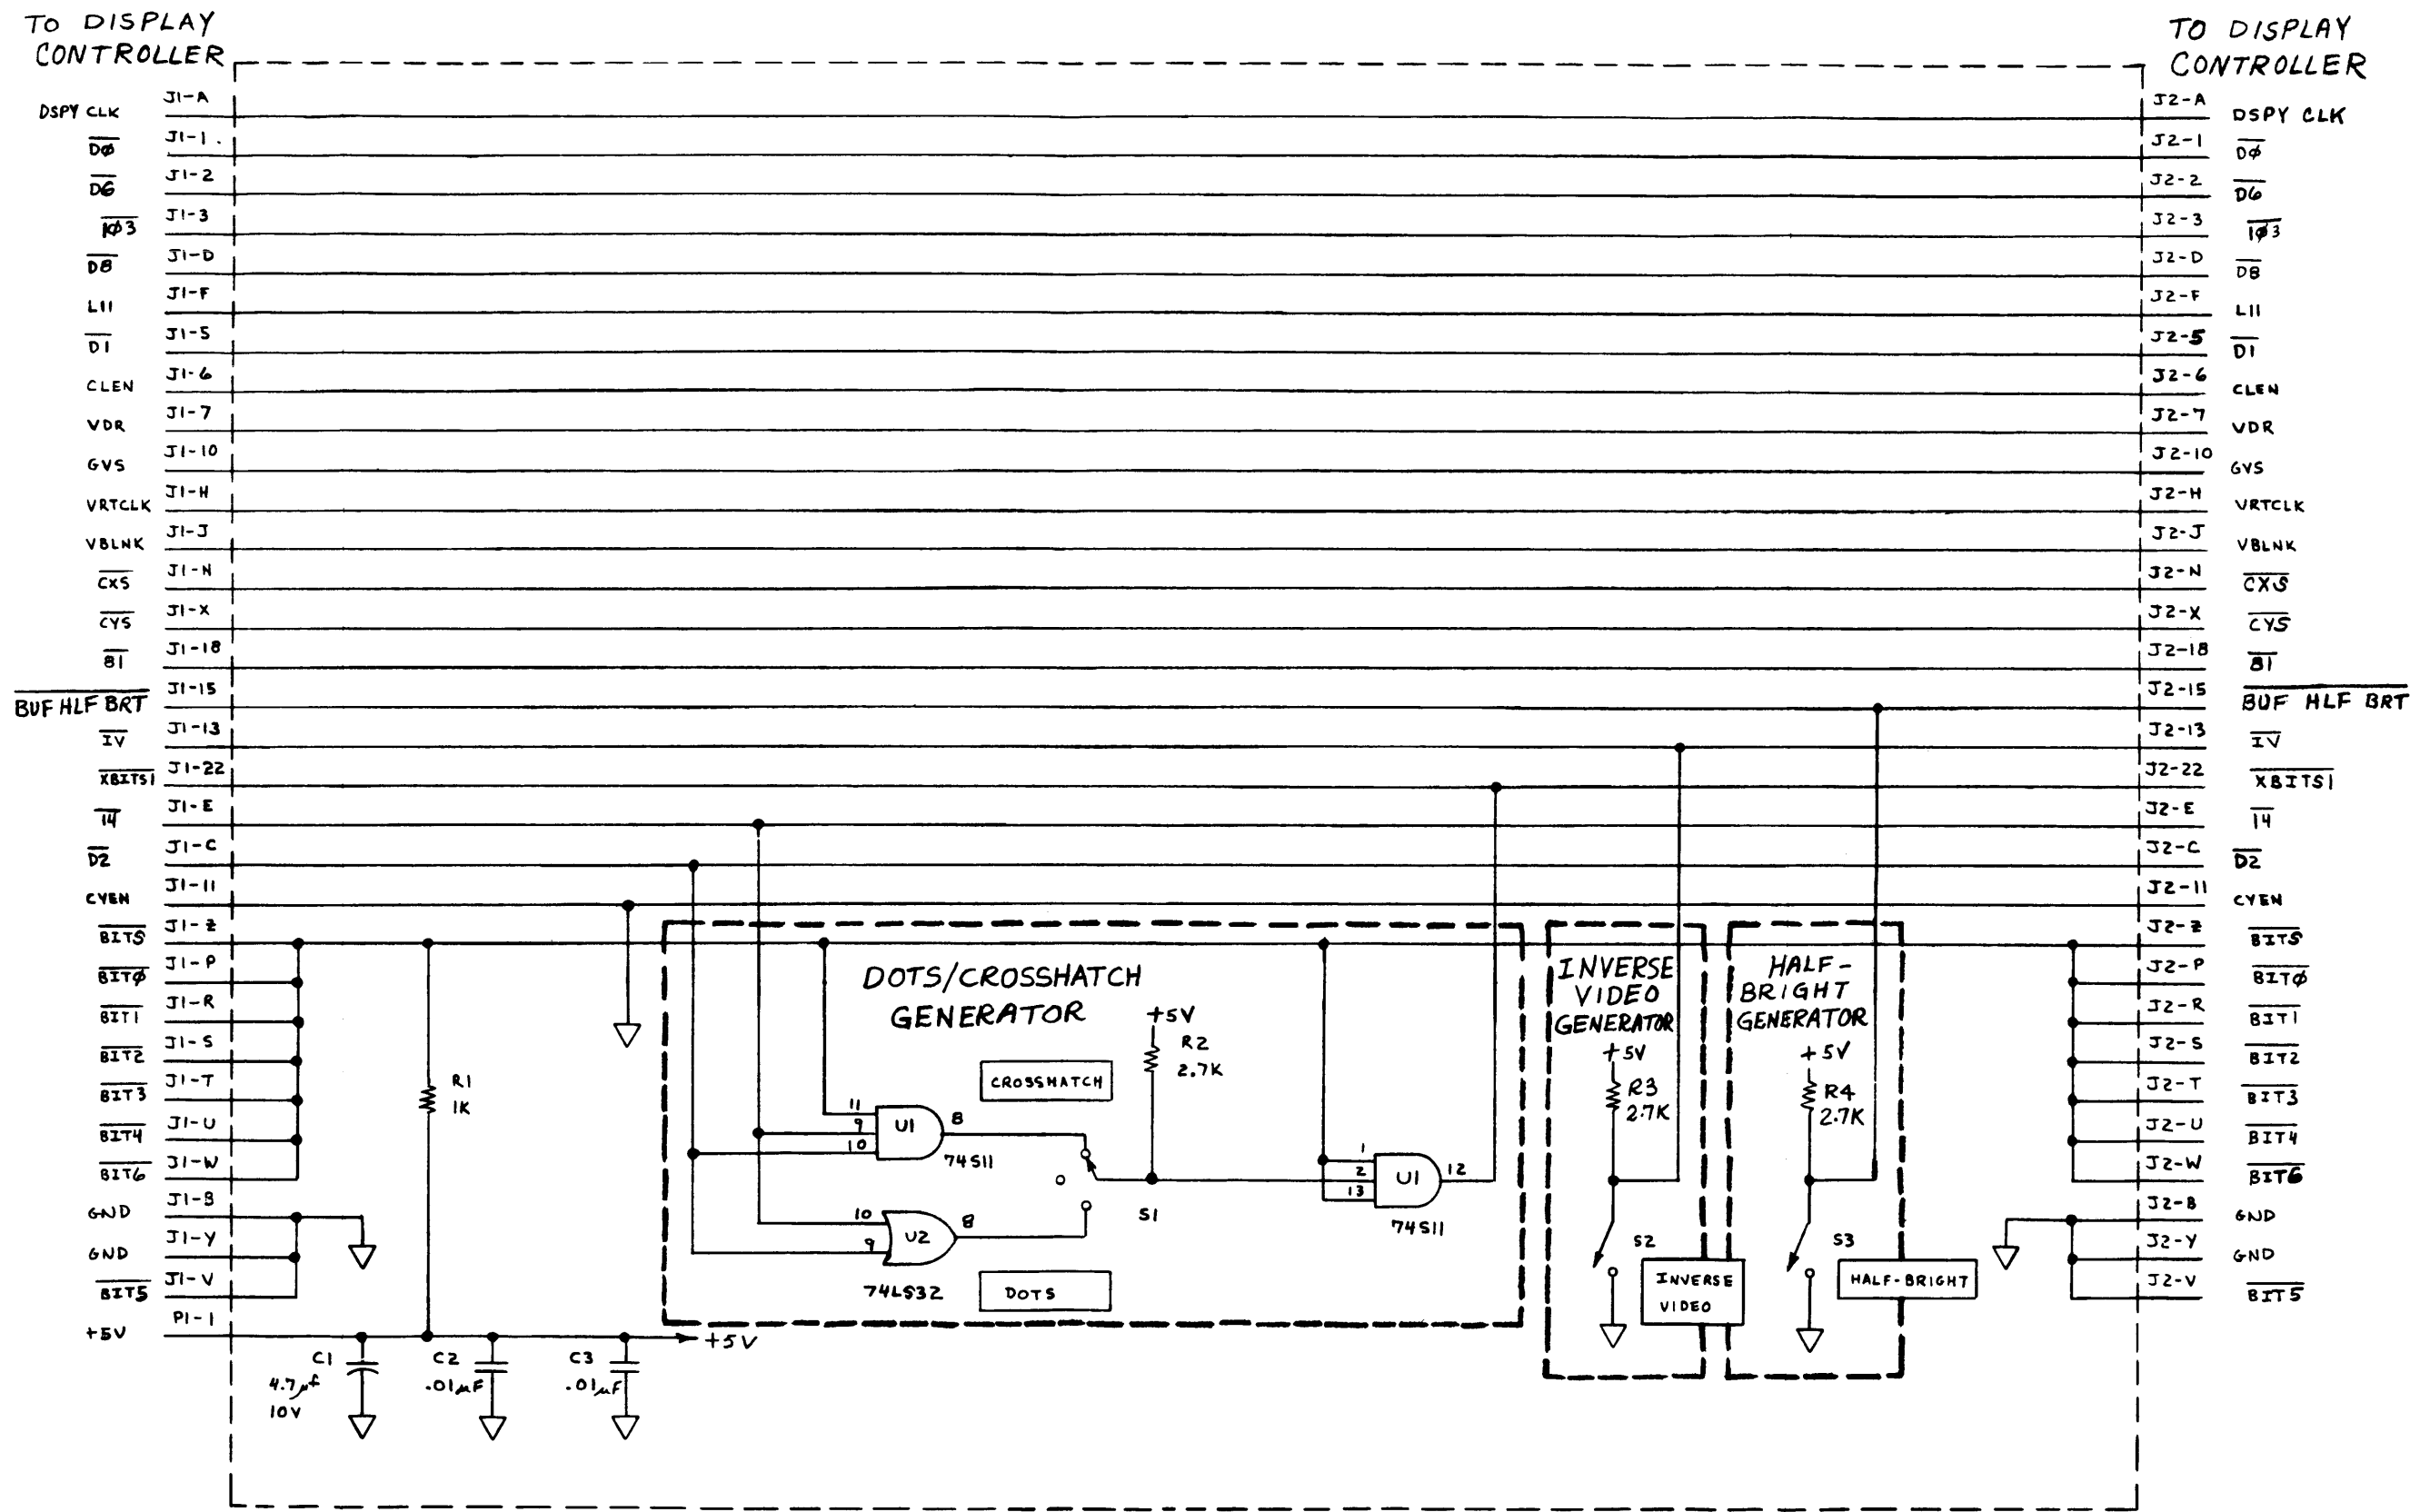 TO DISPLAY
CONTROLLER
TO DISPLAY
CONTROLLER
DSPY CLK J1-A
D0 J1-1
D6 J1-2
103 J1-3
D8 J1-D
L11 J1-F
D1 J1-5
CLEN J1-6
VDR J1-7
GVS J1-10
VRTCLK J1-H
VBLNK J1-J
CXS J1-N
CYS J1-X
81 J1-18
BUF HLF BRT J1-15
IV J1-13
XBITS1 J1-22
14 J1-E
D2 J1-C
CYEN J1-11
BITS J1-Z
BITØ J1-P
BIT1 J1-R
BIT2 J1-S
BIT3 J1-T
BIT4 J1-U
BIT6 J1-W
GND J1-B
GND J1-Y
BIT5 J1-V
+5V P1-1
R1
1K
C1
4.7µf
10V
C2
.01µF
C3
.01µF
+5V
DOTS/CROSSHATCH
GENERATOR
+5V
R2
2.7K
CROSSHATCH
11
9
10
U1
8
74S11
10
9
U2
8
74LS32
DOTS
S1
1
2
13
U1
12
74S11
INVERSE
VIDEO
GENERATOR
+5V
R3
2.7K
S2
INVERSE
VIDEO
HALF-
BRIGHT
GENERATOR
+5V
R4
2.7K
S3
HALF-BRIGHT
J2-A DSPY CLK
J2-1 DØ
J2-2 D6
J2-3 1Ø3
J2-D D8
J2-F L11
J2-5 D1
J2-6 CLEN
J2-7 VDR
J2-10 GVS
J2-H VRTCLK
J2-J VBLNK
J2-N CXS
J2-X CYS
J2-18 81
J2-15 BUF HLF BRT
J2-13 IV
J2-22 XBITS1
J2-E 14
J2-C D2
J2-11 CYEN
J2-Z BITS
J2-P BITØ
J2-R BIT1
J2-S BIT2
J2-T BIT3
J2-U BIT4
J2-W BIT6
J2-B GND
J2-Y GND
J2-V BIT5